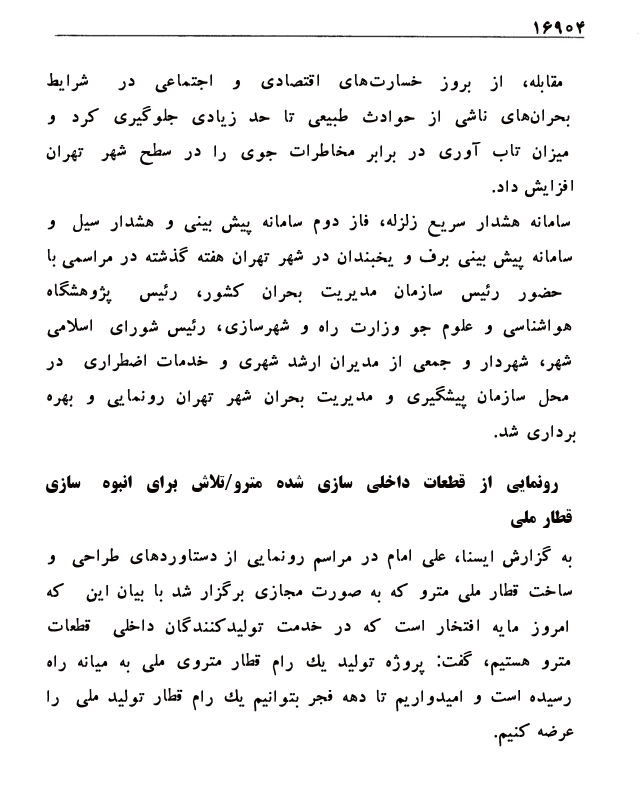 ۱۶۹۰۴
مقابله، از بروز خسارت‌های اقتصادی و اجتماعی در شرایط
بحران‌های ناشی از حوادث طبیعی تا حد زیادی جلوگیری کرد و
میزان تاب آوری در برابر مخاطرات جوی را در سطح شهر تهران
افزایش داد.
سامانه هشدار سریع زلزله، فاز دوم سامانه پیش بینی و هشدار سیل و
سامانه پیش بینی برف و یخبندان در شهر تهران هفته گذشته در مراسمی با
حضور رئیس سازمان مدیریت بحران کشور، رئیس پژوهشگاه
هواشناسی و علوم جو وزارت راه و شهرسازی، رئیس شورای اسلامی
شهر، شهردار و جمعی از مدیران ارشد شهری و خدمات اضطراری در
محل سازمان پیشگیری و مدیریت بحران شهر تهران رونمایی و بهره
برداری شد.
رونمایی از قطعات داخلی سازی شده مترو/تلاش برای انبوه سازی
قطار ملی
به گزارش ایسنا، علی امام در مراسم رونمایی از دستاوردهای طراحی و
ساخت قطار ملی مترو که به صورت مجازی برگزار شد با بیان این که
امروز مایه افتخار است که در خدمت تولیدکنندگان داخلی قطعات
مترو هستیم، گفت: پروژه تولید یك رام قطار متروی ملی به میانه راه
رسیده است و امیدواریم تا دهه فجر بتوانیم یك رام قطار تولید ملی را
عرضه کنیم.